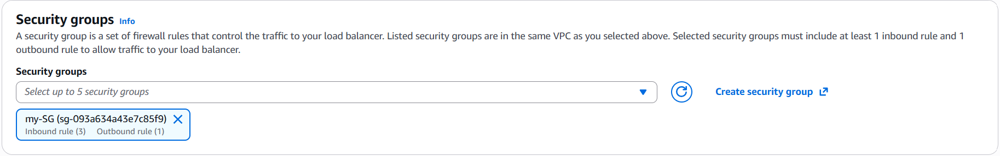 Security groups Info
A security group is a set of firewall rules that control the traffic to your load balancer. Listed security groups are in the same VPC as you selected above. Selected security groups must include at least 1 inbound rule and 1
outbound rule to allow traffic to your load balancer.
Security groups
Select up to 5 security groups
Create security group
my-SG (sg-093a634a43e7c85f9)
Inbound rule (3) Outbound rule (1)